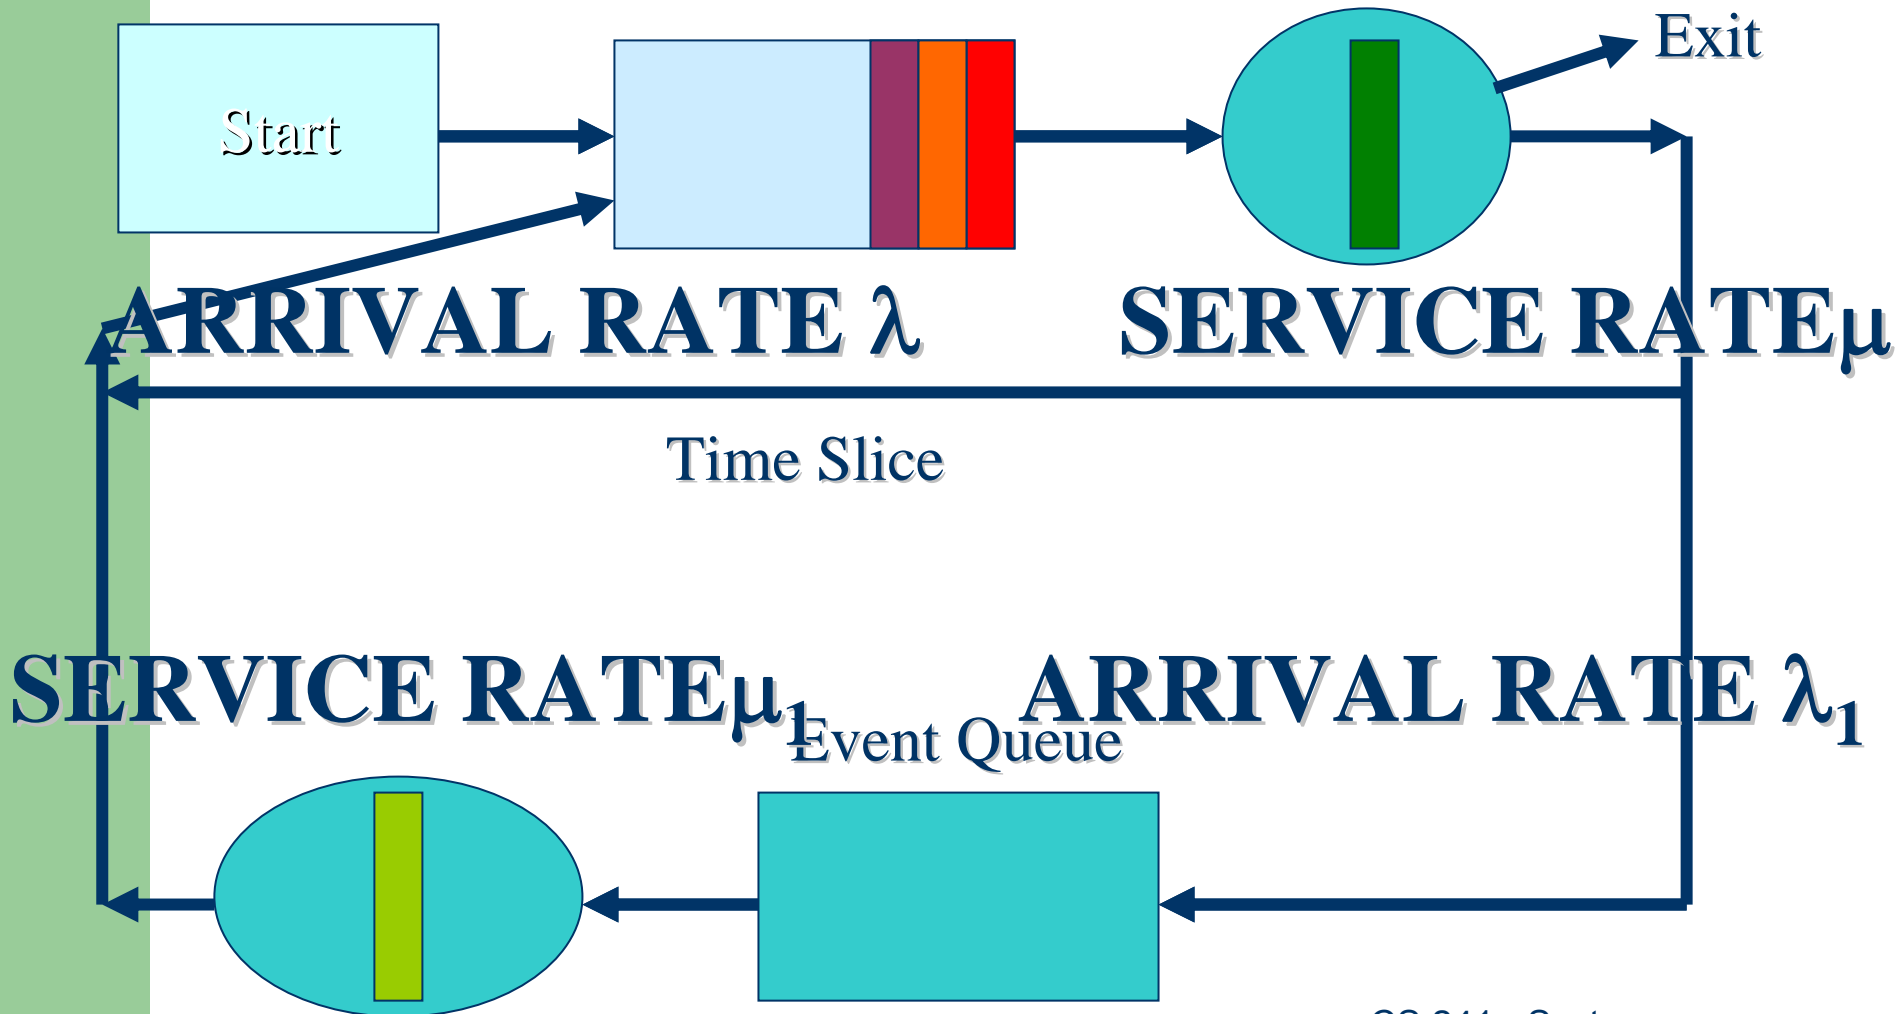 Exit
Start
ARRIVAL RATE λ
SERVICE RATEμ
Time Slice
SERVICE RATEμ1
ARRIVAL RATE λ1
Event Queue